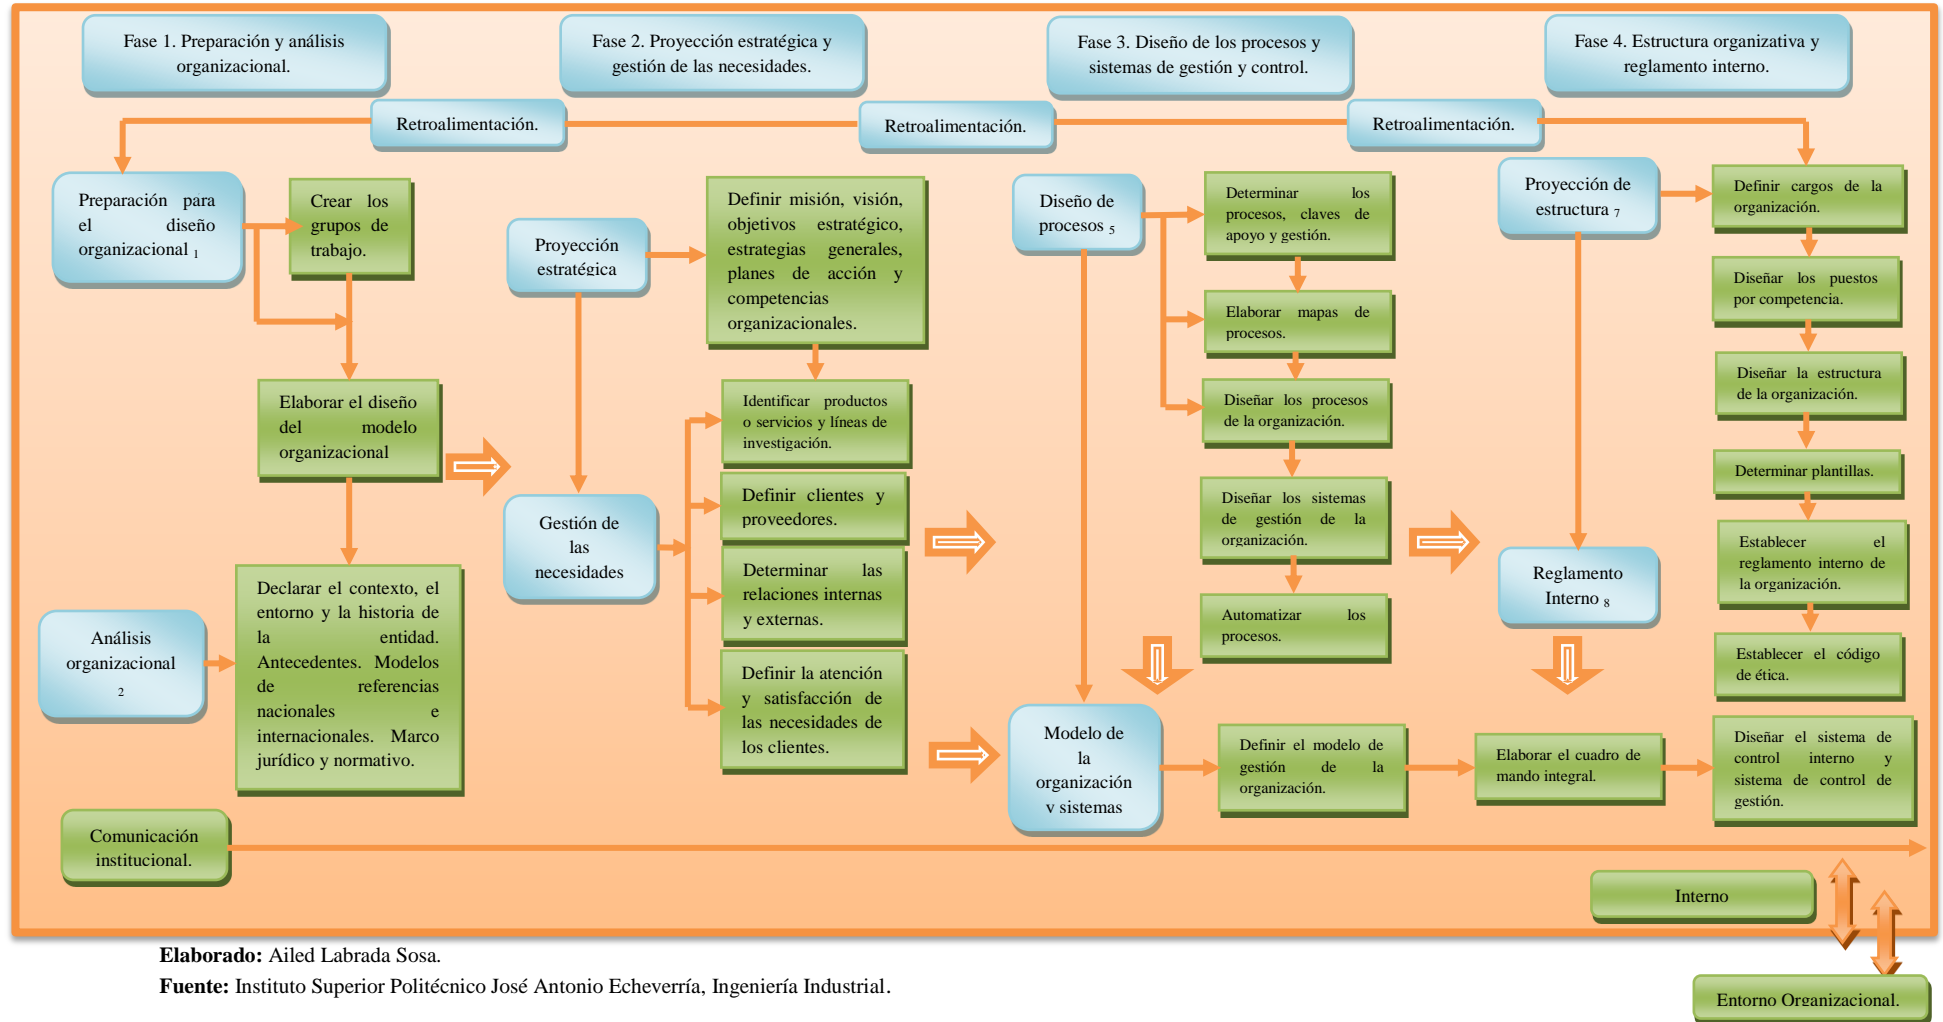 Fase 1. Preparación y análisis
organizacional.
Fase 2. Proyección estratégica y
gestión de las necesidades.
Fase 3. Diseño de los procesos y
sistemas de gestión y control.
Fase 4. Estructura organizativa y
reglamento interno.
Retroalimentación.
Retroalimentación.
Retroalimentación.
Preparación para
el diseño
organizacional 1
Crear los
grupos de
trabajo.
Elaborar el diseño
del modelo
organizacional
Análisis
organizacional
2
Declarar el contexto, el
entorno y la historia de
la entidad.
Antecedentes. Modelos
de referencias
nacionales e
internacionales. Marco
jurídico y normativo.
Proyección
estratégica
Definir misión, visión,
objetivos estratégico,
estrategias generales,
planes de acción y
competencias
organizacionales.
Gestión de
las
necesidades
Identificar productos
o servicios y líneas de
investigación.
Definir clientes y
proveedores.
Determinar las
relaciones internas
y externas.
Definir la atención
y satisfacción de
las necesidades de
los clientes.
Diseño de
procesos 5
Determinar los
procesos, claves de
apoyo y gestión.
Elaborar mapas de
procesos.
Diseñar los procesos
de la organización.
Diseñar los sistemas
de gestión de la
organización.
Automatizar los
procesos.
Modelo de
la
organización
y sistemas
Definir el modelo de
gestión de la
organización.
Elaborar el cuadro de
mando integral.
Diseñar el sistema de
control interno y
sistema de control de
gestión.
Proyección de
estructura 7
Reglamento
Interno 8
Definir cargos de la
organización.
Diseñar los puestos
por competencia.
Diseñar la estructura
de la organización.
Determinar plantillas.
Establecer el
reglamento interno de
la organización.
Establecer el código
de ética.
Comunicación
institucional.
Interno
Entorno Organizacional.
Elaborado: Ailed Labrada Sosa.
Fuente: Instituto Superior Politécnico José Antonio Echeverría, Ingeniería Industrial.